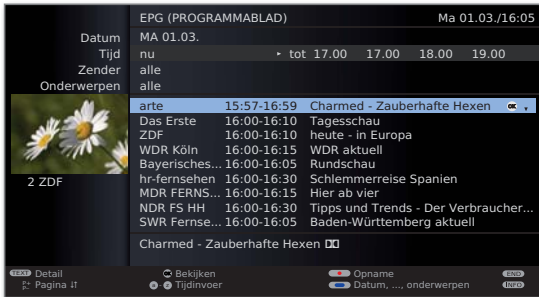 EPG (PROGRAMMABLAD) Ma 01.03./16:05
Datum MA 01.03.
Tijd nu ▸ tot 17.00 17.00 18.00 19.00
Zender alle
Onderwerpen alle
arte 15:57-16:59 Charmed - Zauberhafte Hexen OK
Das Erste 16:00-16:10 Tagesschau
ZDF 16:00-16:10 heute - in Europa
WDR Köln 16:00-16:15 WDR aktuell
Bayerisches... 16:00-16:05 Rundschau
hr-fernsehen 16:00-16:30 Schlemmerreise Spanien
MDR FERNS... 16:00-16:15 Hier ab vier
NDR FS HH 16:00-16:30 Tipps und Trends - Der Verbraucher...
SWR Fernse... 16:00-16:05 Baden-Württemberg aktuell
2 ZDF
Charmed - Zauberhafte Hexen
TEXT Detail OK Bekijken Opname END
P+ P- Pagina ↓↑ 0-9 Tijdinvoer Datum, ..., onderwerpen INFO